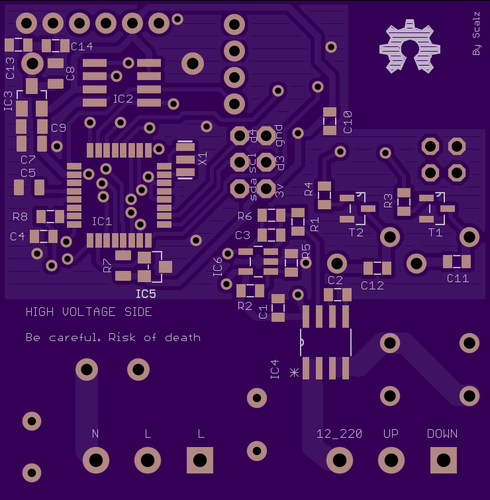 By Scalz
C14
C13
C8
IC3
IC2
C9
C10
C7
X1
d4
gnd
scl
d3
sda
3v
C5
R8
IC1
C4
R7
IC5
R6
C3
R1
R4
R3
T2
T1
IC6
R5
R2
C1
C2
C12
C11
HIGH VOLTAGE SIDE
Be careful. Risk of death
IC4
N L L 12_220 UP DOWN